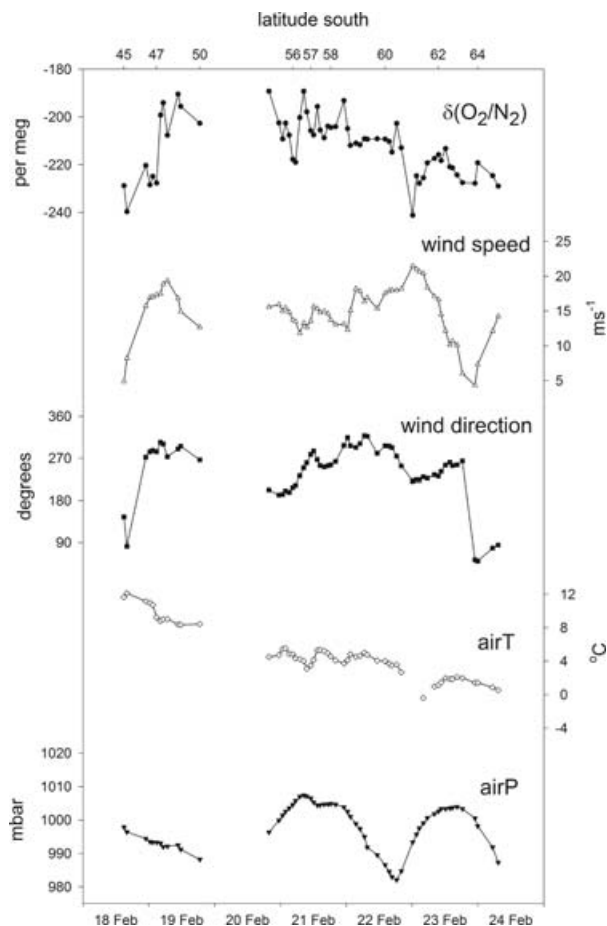 latitude south
45 47 50 56 57 58 60 62 64
-180
δ(O₂/N₂)
-200
per meg
-220
-240
wind speed
25
20
15
ms⁻¹
10
5
360
wind direction
270
degrees
180
90
12
8
airT
4
°C
0
-4
1020
airP
1010
mbar
1000
990
980
18 Feb 19 Feb 20 Feb 21 Feb 22 Feb 23 Feb 24 Feb